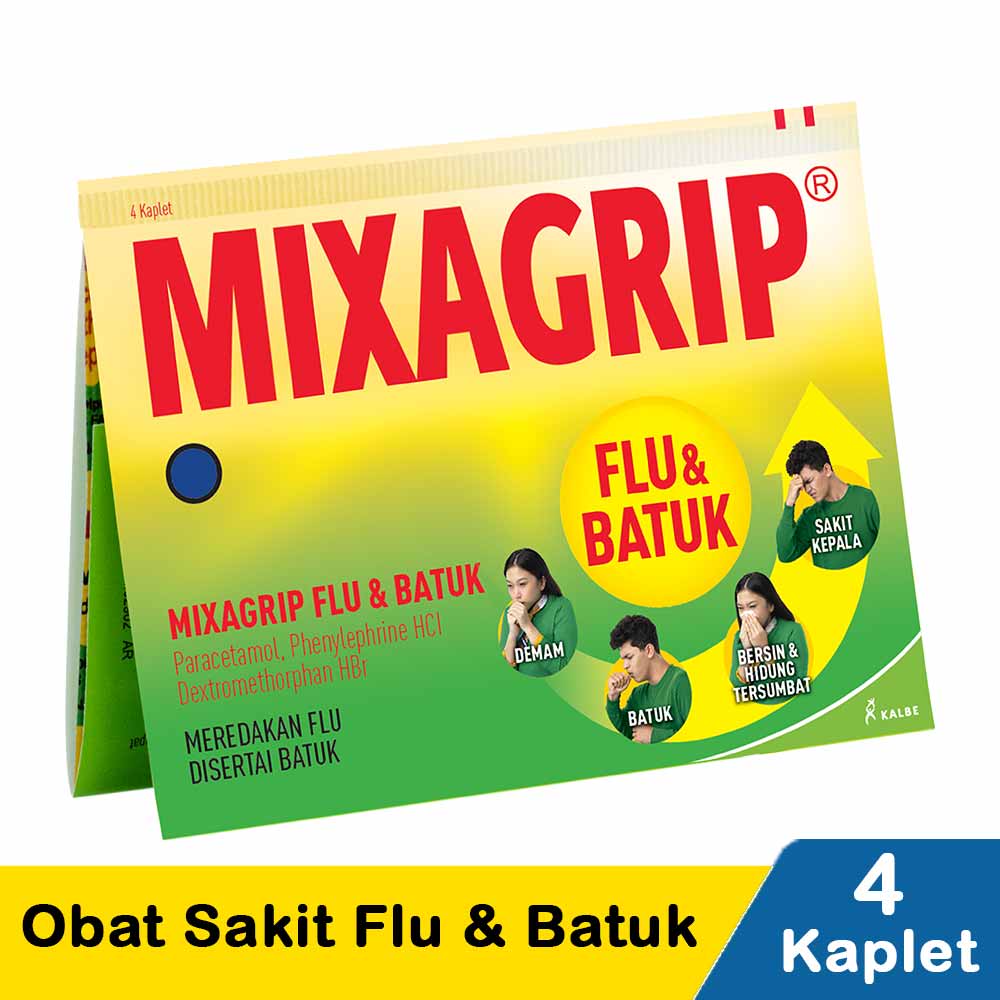 4 Kaplet
MIXAGRIP®
FLU &
BATUK
SAKIT
KEPALA
MIXAGRIP FLU & BATUK
Paracetamol, Phenylephrine HCl
Dextromethorphan HBr
DEMAM
BATUK
BERSIN &
HIDUNG
TERSUMBAT
MEREDAKAN FLU
DISERTAI BATUK
KALBE
Obat Sakit Flu & Batuk
4
Kaplet